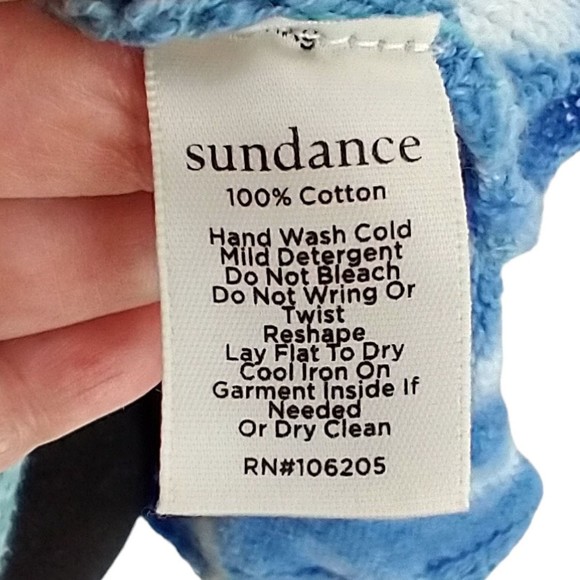 sundance
100% Cotton
Hand Wash Cold
Mild Detergent
Do Not Bleach
Do Not Wring Or
Twist
Reshape
Lay Flat To Dry
Cool Iron On
Garment Inside If
Needed
Or Dry Clean
RN#106205